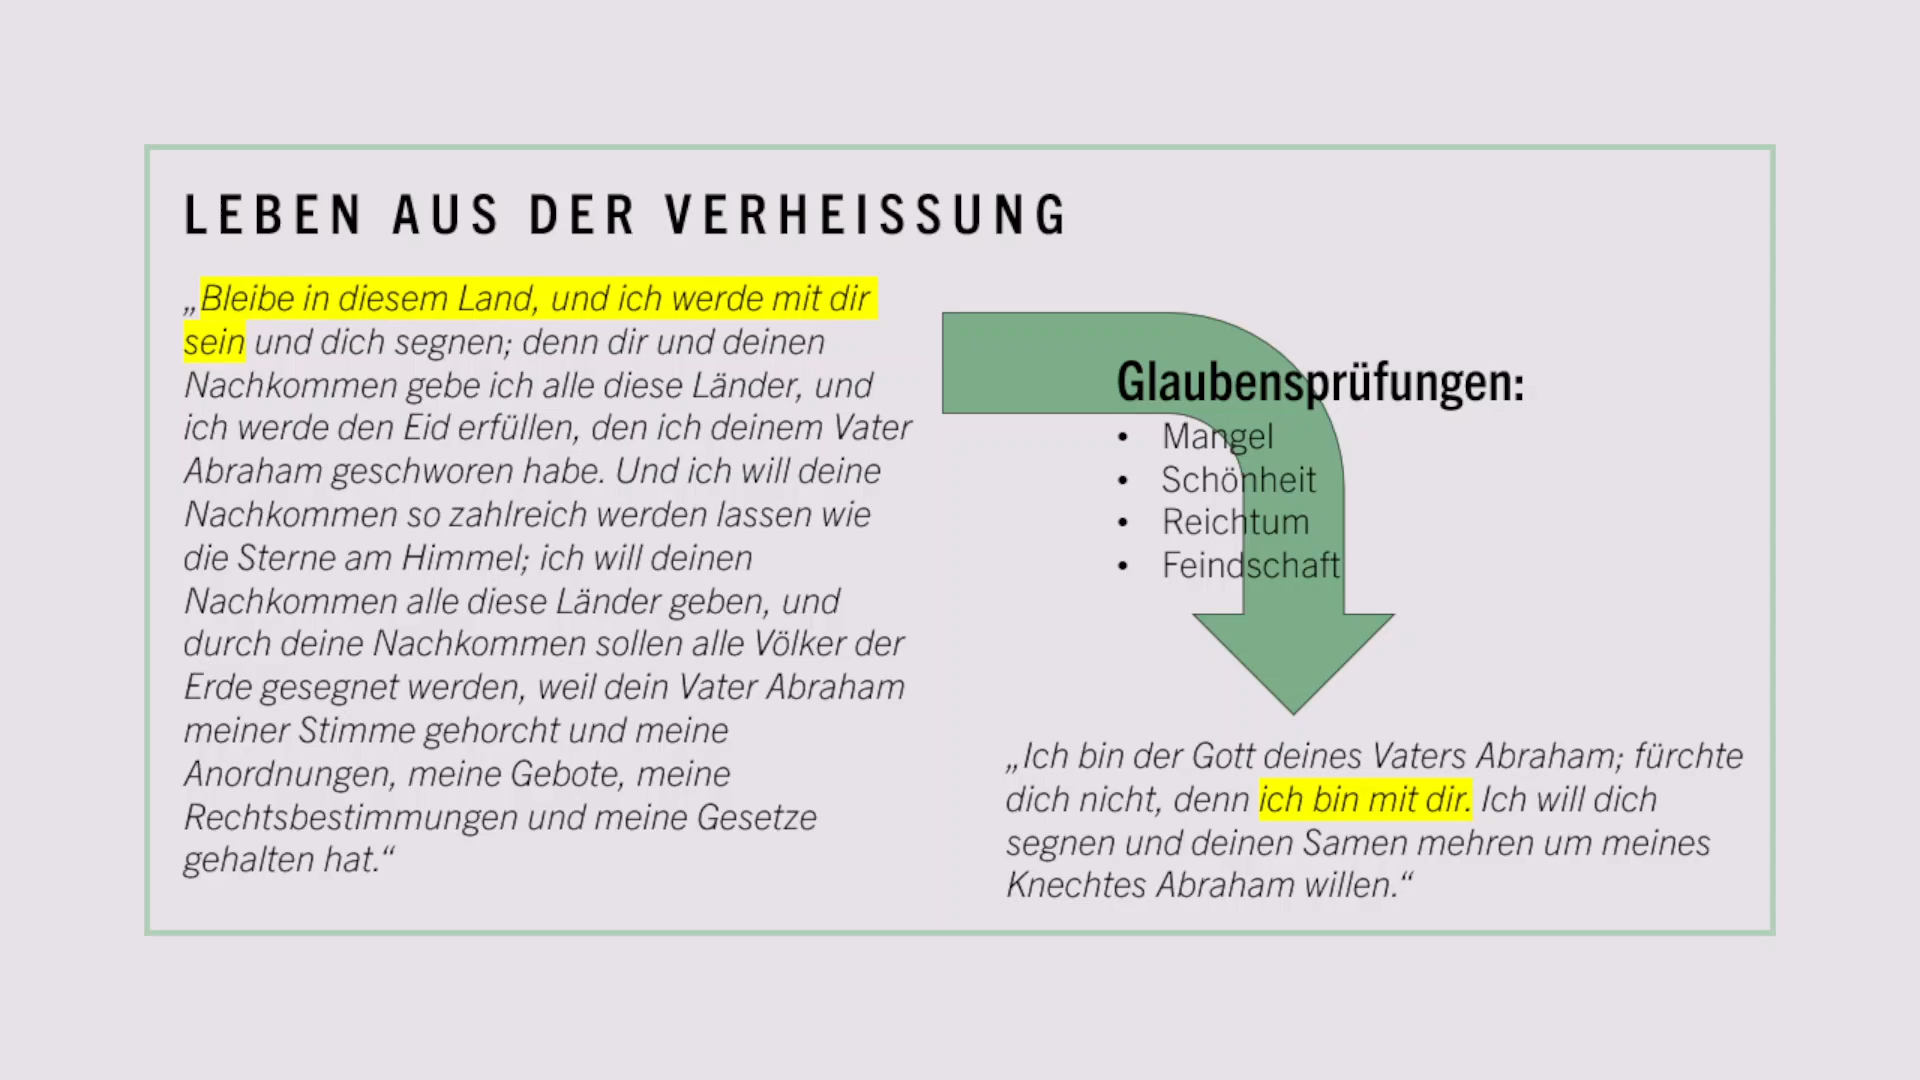 LEBEN AUS DER VERHEISSUNG
„Bleibe in diesem Land, und ich werde mit dir
sein und dich segnen; denn dir und deinen
Nachkommen gebe ich alle diese Länder, und
ich werde den Eid erfüllen, den ich deinem Vater
Abraham geschworen habe. Und ich will deine
Nachkommen so zahlreich werden lassen wie
die Sterne am Himmel; ich will deinen
Nachkommen alle diese Länder geben, und
durch deine Nachkommen sollen alle Völker der
Erde gesegnet werden, weil dein Vater Abraham
meiner Stimme gehorcht und meine
Anordnungen, meine Gebote, meine
Rechtsbestimmungen und meine Gesetze
gehalten hat.“
Glaubensprüfungen:
• Mangel
• Schönheit
• Reichtum
• Feindschaft
„Ich bin der Gott deines Vaters Abraham; fürchte
dich nicht, denn ich bin mit dir. Ich will dich
segnen und deinen Samen mehren um meines
Knechtes Abraham willen.“